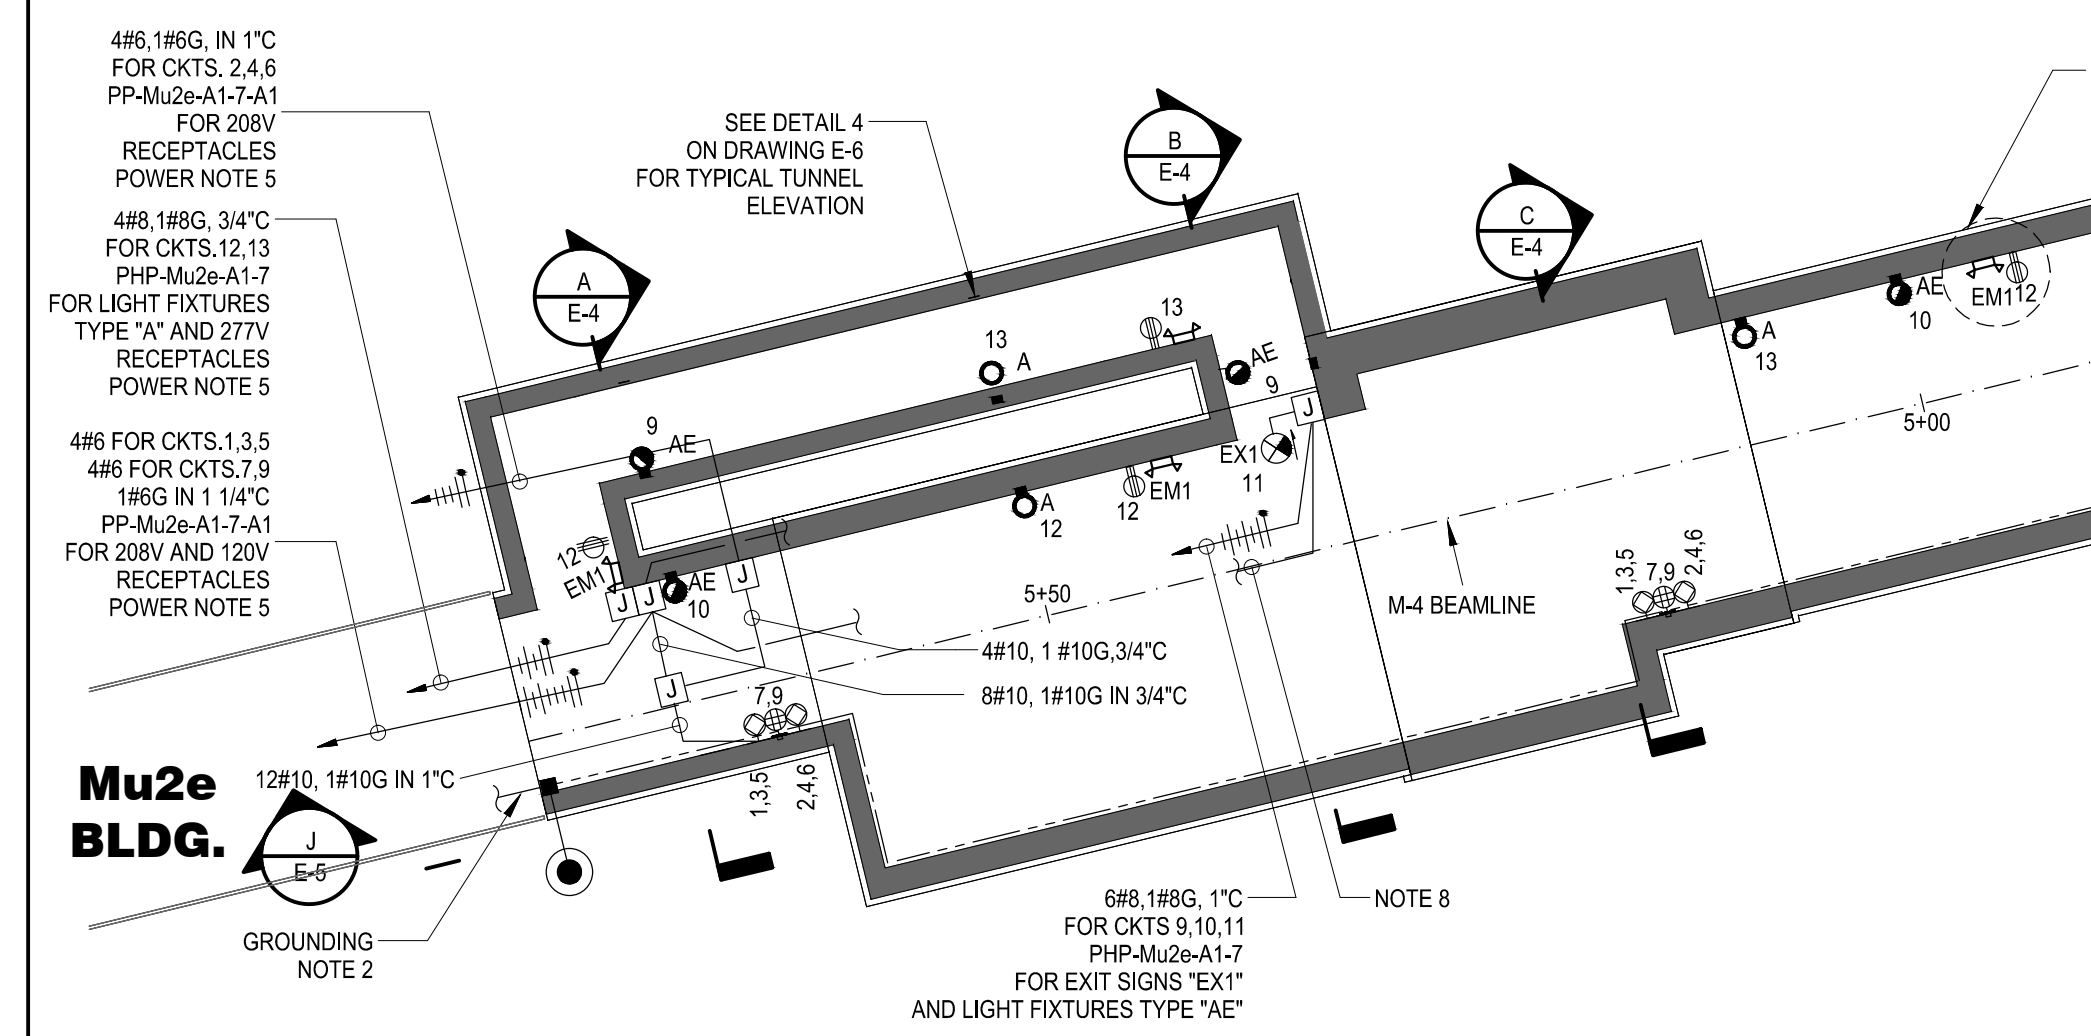 4#6,1#6G, IN 1"C
FOR CKTS. 2,4,6
PP-Mu2e-A1-7-A1
FOR 208V
RECEPTACLES
POWER NOTE 5
4#8,1#8G, 3/4"C
FOR CKTS.12,13
PHP-Mu2e-A1-7
FOR LIGHT FIXTURES
TYPE "A" AND 277V
RECEPTACLES
POWER NOTE 5
4#6 FOR CKTS.1,3,5
4#6 FOR CKTS.7,9
1#6G IN 1 1/4"C
PP-Mu2e-A1-7-A1
FOR 208V AND 120V
RECEPTACLES
POWER NOTE 5
SEE DETAIL 4
ON DRAWING E-6
FOR TYPICAL TUNNEL
ELEVATION
A
E-4
B
E-4
C
E-4
13
13
A
AE
9
9
AE
J
EX1
11
EM1
12
A
12
12
EM1
AE
10
J
J
J
J
5+50
4#10, 1 #10G,3/4"C
8#10, 1#10G IN 3/4"C
7,9
1,3,5
2,4,6
12#10, 1#10G IN 1"C
Mu2e
BLDG.
J
E-5
GROUNDING
NOTE 2
M-4 BEAMLINE
1,3,5
7,9
2,4,6
A
13
AE
10
EM1
12
5+00
6#8,1#8G, 1"C
FOR CKTS 9,10,11
PHP-Mu2e-A1-7
FOR EXIT SIGNS "EX1"
AND LIGHT FIXTURES TYPE "AE"
NOTE 8